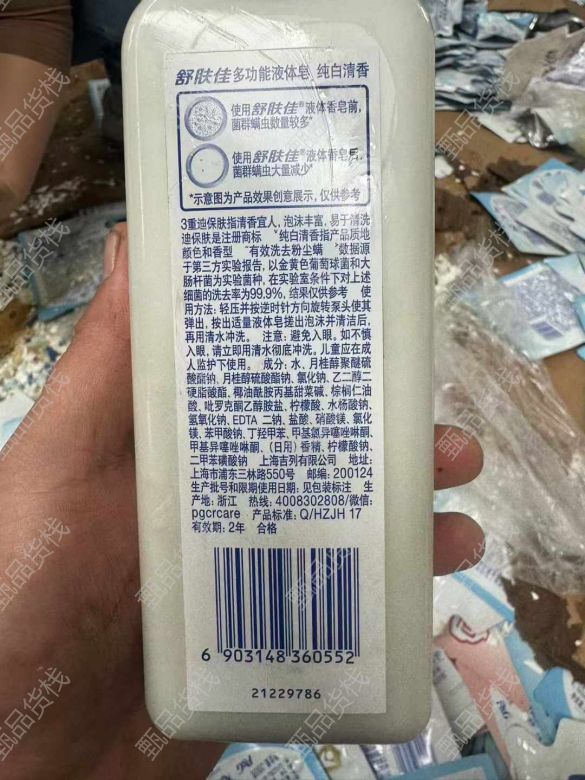 舒肤佳多功能液体皂 纯白清香
使用舒肤佳®液体香皂前,
菌群螨虫数量较多*
使用舒肤佳®液体香皂后,
菌群螨虫大量减少*
*示意图为产品效果创意展示, 仅供参考
3重迪保肤指清香宜人, 泡沫丰富, 易于清洗
迪保肤是注册商标 ^纯白清香指产品质地
颜色和香型 ^有效洗去粉尘螨 ^数据源
于第三方实验报告, 以金黄色葡萄球菌和大
肠杆菌为实验菌种, 在实验室条件下对上述
细菌的洗去率为99.9%, 结果仅供参考 使
用方法: 轻压并按逆时针方向旋转泵头使其
弹出, 按出适量液体皂搓出泡沫并清洁后,
再用清水冲洗。 注意: 避免入眼。如不慎
入眼, 请立即用清水彻底冲洗。儿童应在成
人监护下使用。 成分: 水、月桂醇聚醚硫
酸酯钠、月桂醇硫酸酯钠、氯化钠、乙二醇二
硬脂酸酯、椰油酰胺丙基甜菜碱、棕榈仁油
酸、吡罗克酮乙醇胺盐、柠檬酸、水杨酸钠、
氢氧化钠、EDTA 二钠、盐酸、硝酸镁、氯化
镁、苯甲酸钠、丁羟甲苯、甲基氯异噻唑啉酮、
甲基异噻唑啉酮、(日用) 香精、柠檬酸钠、
二甲苯磺酸钠 上海吉列有限公司 地址:
上海市浦东三林路550号 邮编: 200124
生产批号和限期使用日期: 见包装标注 生
产地: 浙江 热线: 4008302808/微信:
pgcrcare 产品标准: Q/HZJH 17
有效期: 2年 合格
6 903148 360552
21229786
甄品货栈